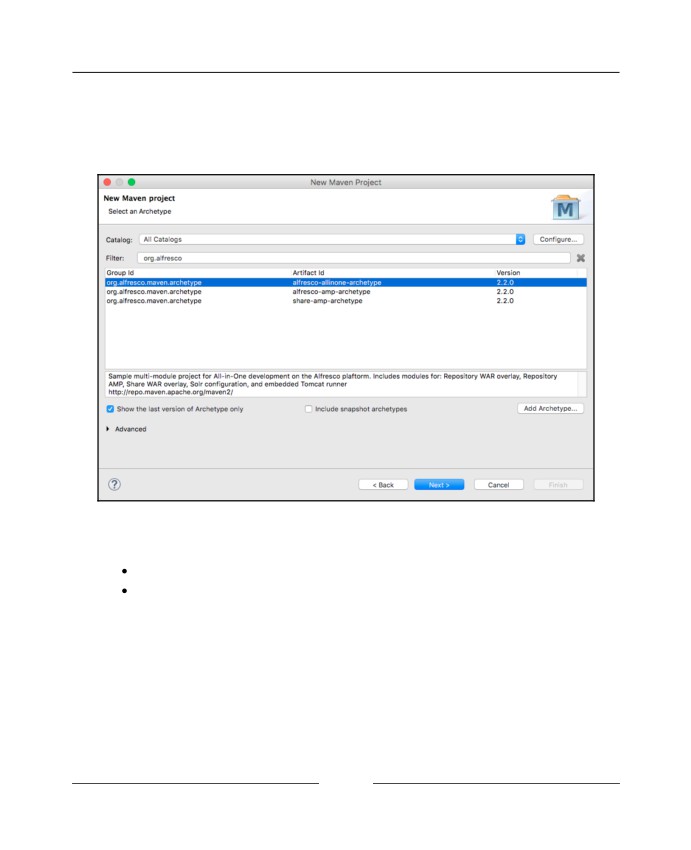 New Maven Project
New Maven project
Select an Archetype
M
Catalog: All Catalogs Configure...
Filter: org.alfresco
Group Id Artifact Id Version
org.alfresco.maven.archetype alfresco-allinone-archetype 2.2.0
org.alfresco.maven.archetype alfresco-amp-archetype 2.2.0
org.alfresco.maven.archetype share-amp-archetype 2.2.0
Sample multi-module project for All-in-One development on the Alfresco plaftorm. Includes modules for: Repository WAR overlay, Repository
AMP, Share WAR overlay, Solr configuration, and embedded Tomcat runner
http://repo.maven.apache.org/maven2/
Show the last version of Archetype only Include snapshot archetypes Add Archetype...
Advanced
? < Back Next > Cancel Finish